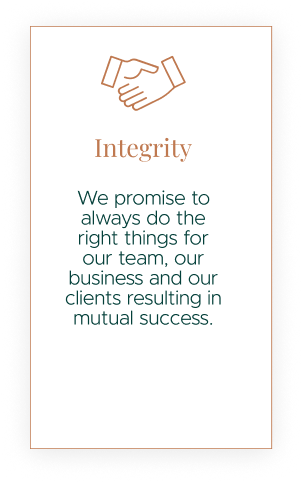 Integrity
We promise to
always do the
right things for
our team, our
business and our
clients resulting in
mutual success.